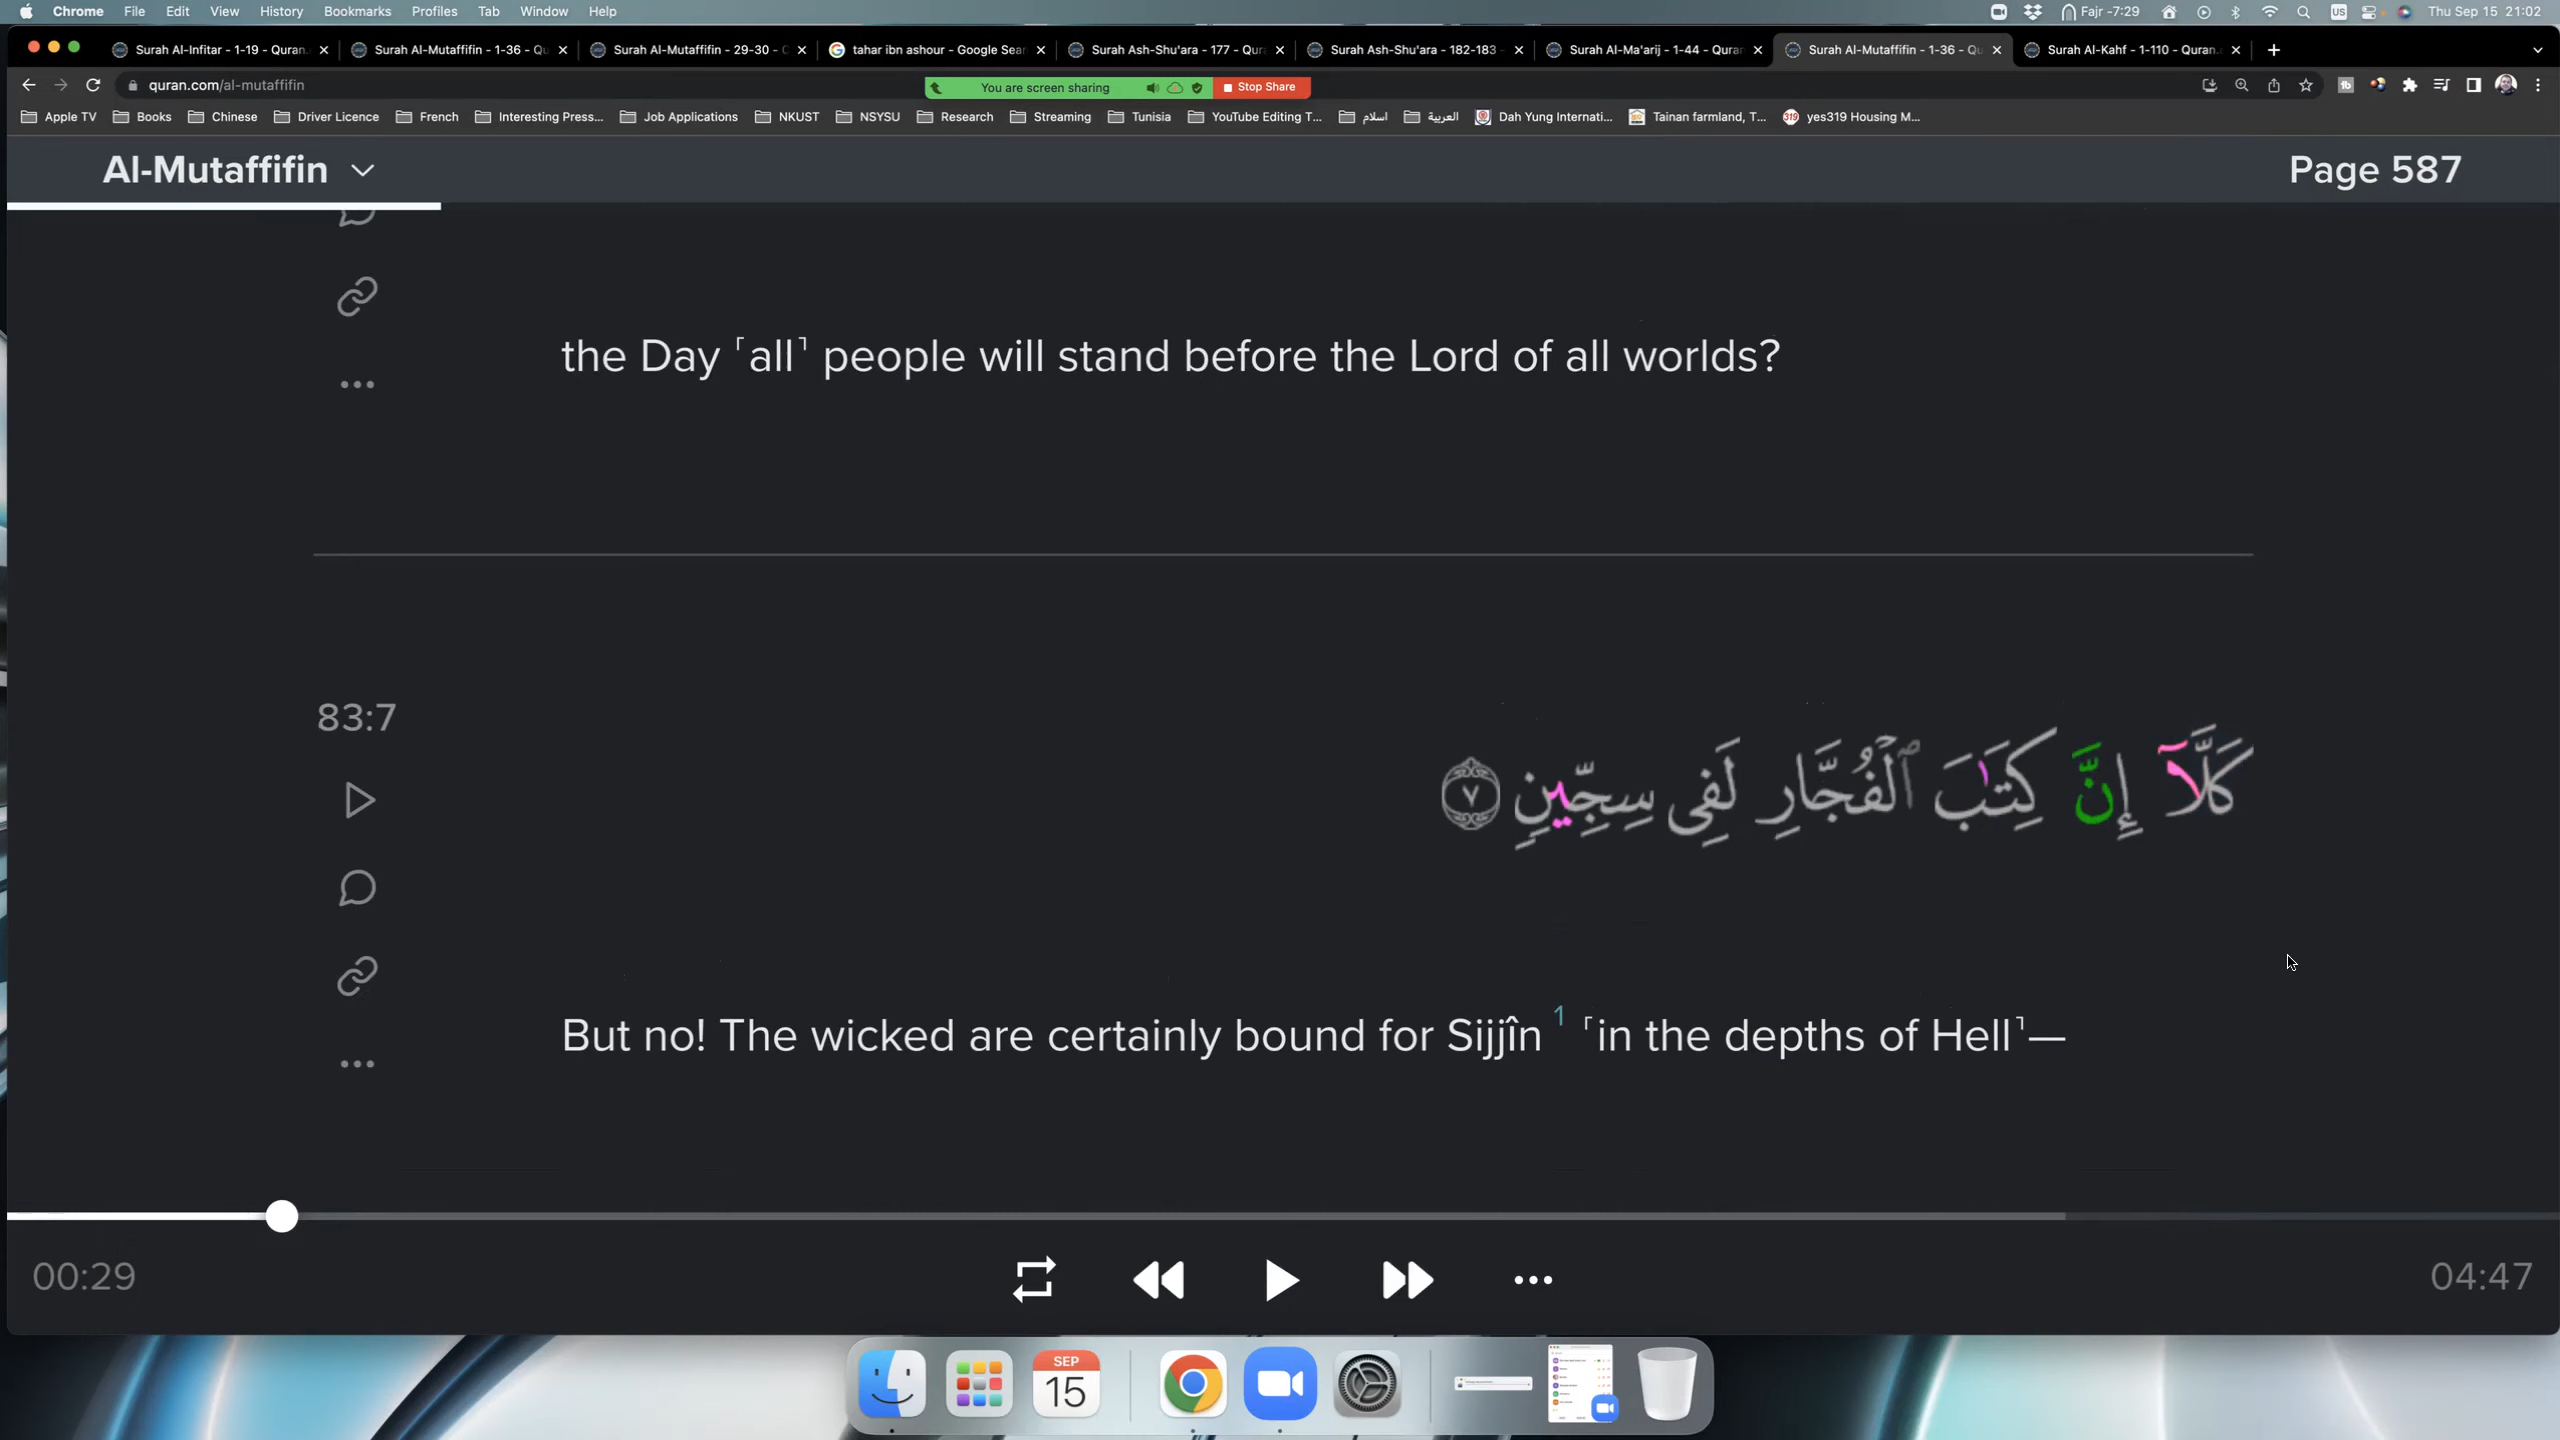 Chrome File Edit View History Bookmarks Profiles Tab Window Help
Fajr -7:29 US Thu Sep 15 21:02
Surah Al-Infitar - 1-19 - Quran.
Surah Al-Mutaffifin - 1-36 - Qu
Surah Al-Mutaffifin - 29-30 -
tahar ibn ashour - Google Sear
Surah Ash-Shu'ara - 177 - Qur
Surah Ash-Shu'ara - 182-183 -
Surah Al-Ma'arij - 1-44 - Quran
Surah Al-Mutaffifin - 1-36 - Qu
Surah Al-Kahf - 1-110 - Quran.
quran.com/al-mutaffifin
You are screen sharing Stop Share
Apple TV Books Chinese Driver Licence French Interesting Press... Job Applications NKUST NSYSU Research Streaming Tunisia YouTube Editing T... اسلام العربية Dah Yung Internati... Tainan farmland, T... 319 yes319 Housing M...
Al-Mutaffifin Page 587
the Day ˹all˺ people will stand before the Lord of all worlds?
83:7
كَلَّآ إِنَّ كِتَـٰبَ ٱلْفُجَّارِ لَفِى سِجِّينٍ ٧
But no! The wicked are certainly bound for Sijjîn 1 ˹in the depths of Hell˺—
00:29 04:47
SEP
15